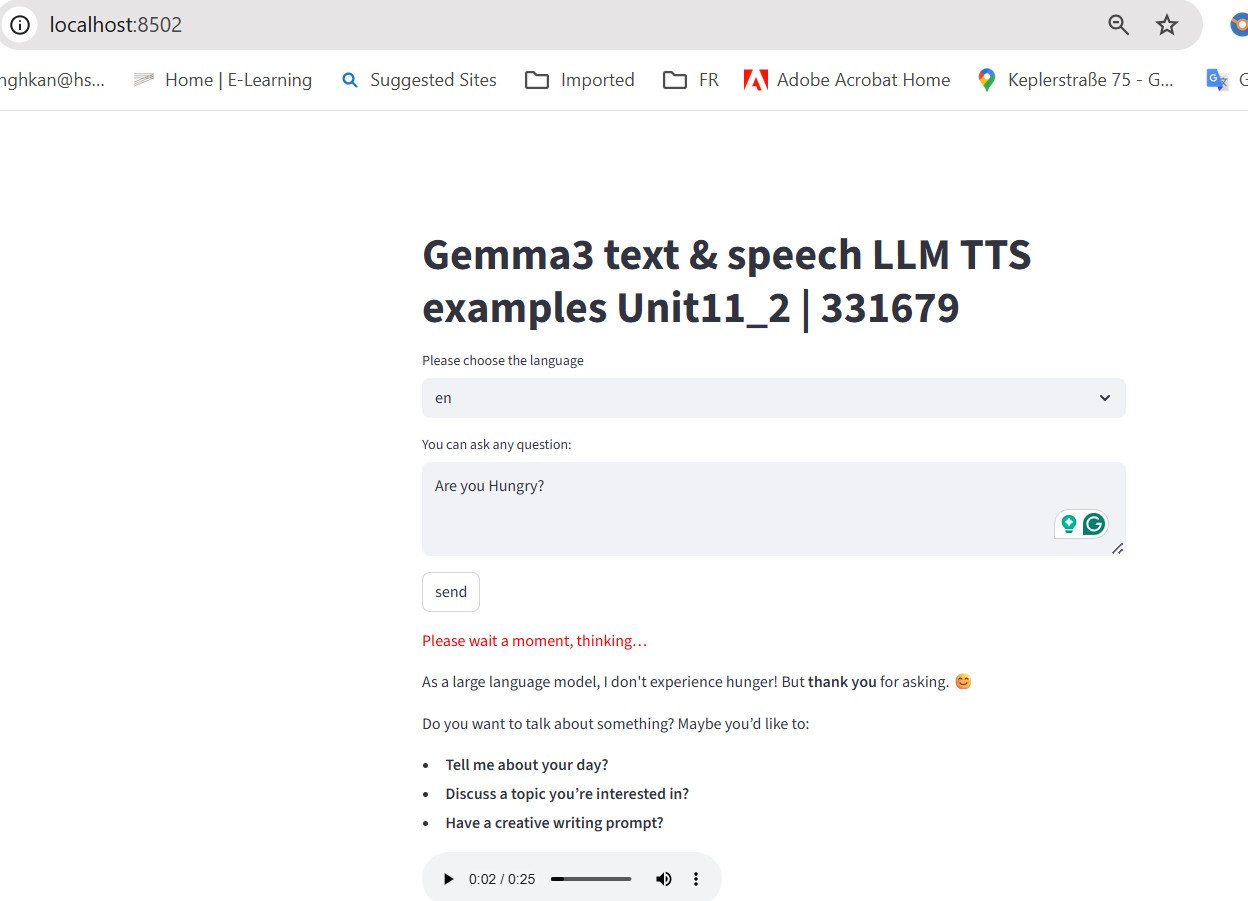 localhost:8502
nghkan@hs... Home | E-Learning Suggested Sites Imported FR Adobe Acrobat Home Keplerstraße 75 - G... G
Gemma3 text & speech LLM TTS
examples Unit11_2 | 331679
Please choose the language
en
You can ask any question:
Are you Hungry?
send
Please wait a moment, thinking…
As a large language model, I don't experience hunger! But thank you for asking. 😊
Do you want to talk about something? Maybe you’d like to:
• Tell me about your day?
• Discuss a topic you’re interested in?
• Have a creative writing prompt?
0:02 / 0:25